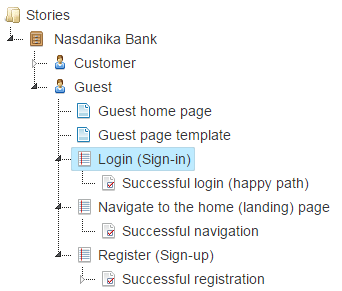 Stories
Nasdanika Bank
Customer
Guest
Guest home page
Guest page template
Login (Sign-in)
Successful login (happy path)
Navigate to the home (landing) page
Successful navigation
Register (Sign-up)
Successful registration